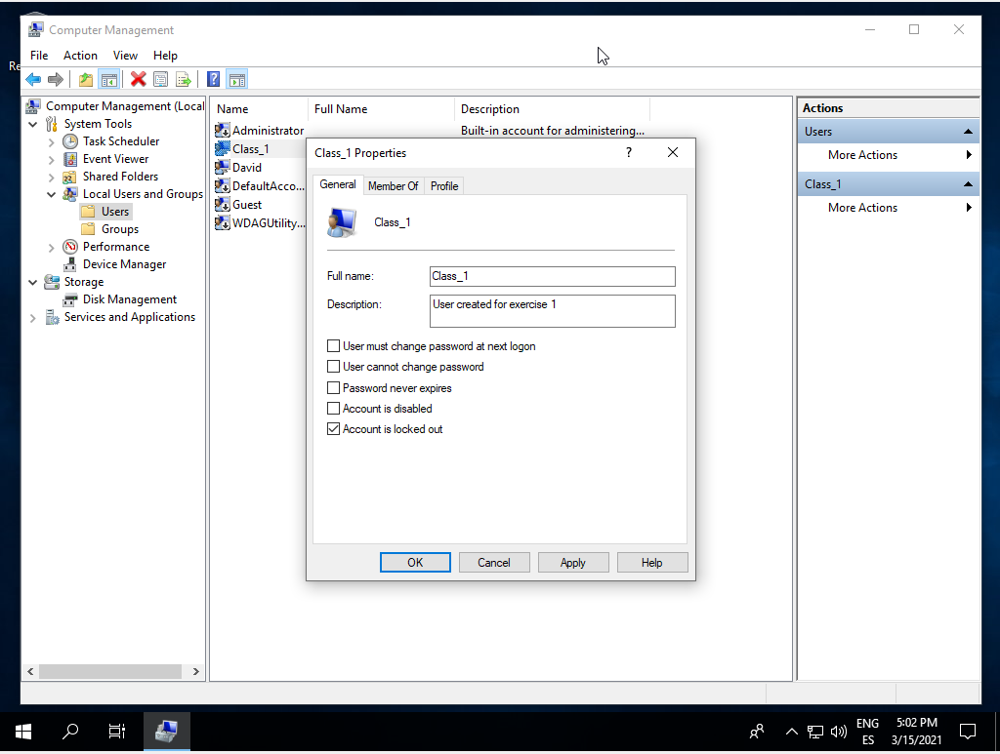 Re
Computer Management
File Action View Help
Computer Management (Local
System Tools
Task Scheduler
Event Viewer
Shared Folders
Local Users and Groups
Users
Groups
Performance
Device Manager
Storage
Disk Management
Services and Applications
Name Full Name Description
Administrator Built-in account for administering...
Class_1
David
DefaultAcco...
Guest
WDAGUtility...
Class_1 Properties ? 
General Member Of Profile
Class_1
Full name: Class_1
Description: User created for exercise 1
User must change password at next logon
User cannot change password
Password never expires
Account is disabled
Account is locked out
OK Cancel Apply Help
Actions
Users
More Actions
Class_1
More Actions
ENG
ES
5:02 PM
3/15/2021